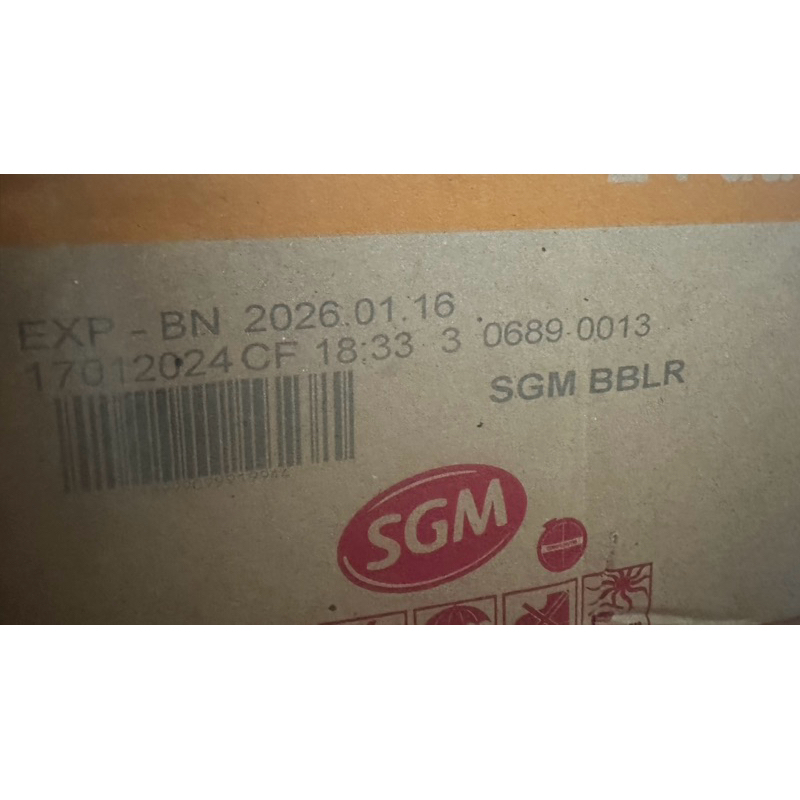 EXP - BN 2026.01.16
17012024 CF 18:33 3 0689-0013
SGM BBLR
SGM